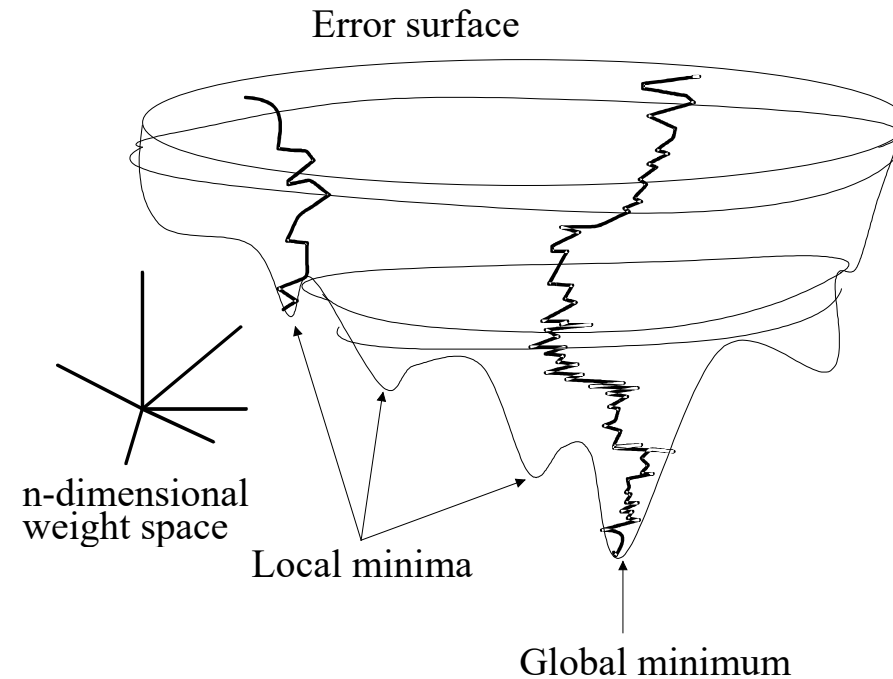 Error surface
n-dimensional
weight space
Local minima
Global minimum